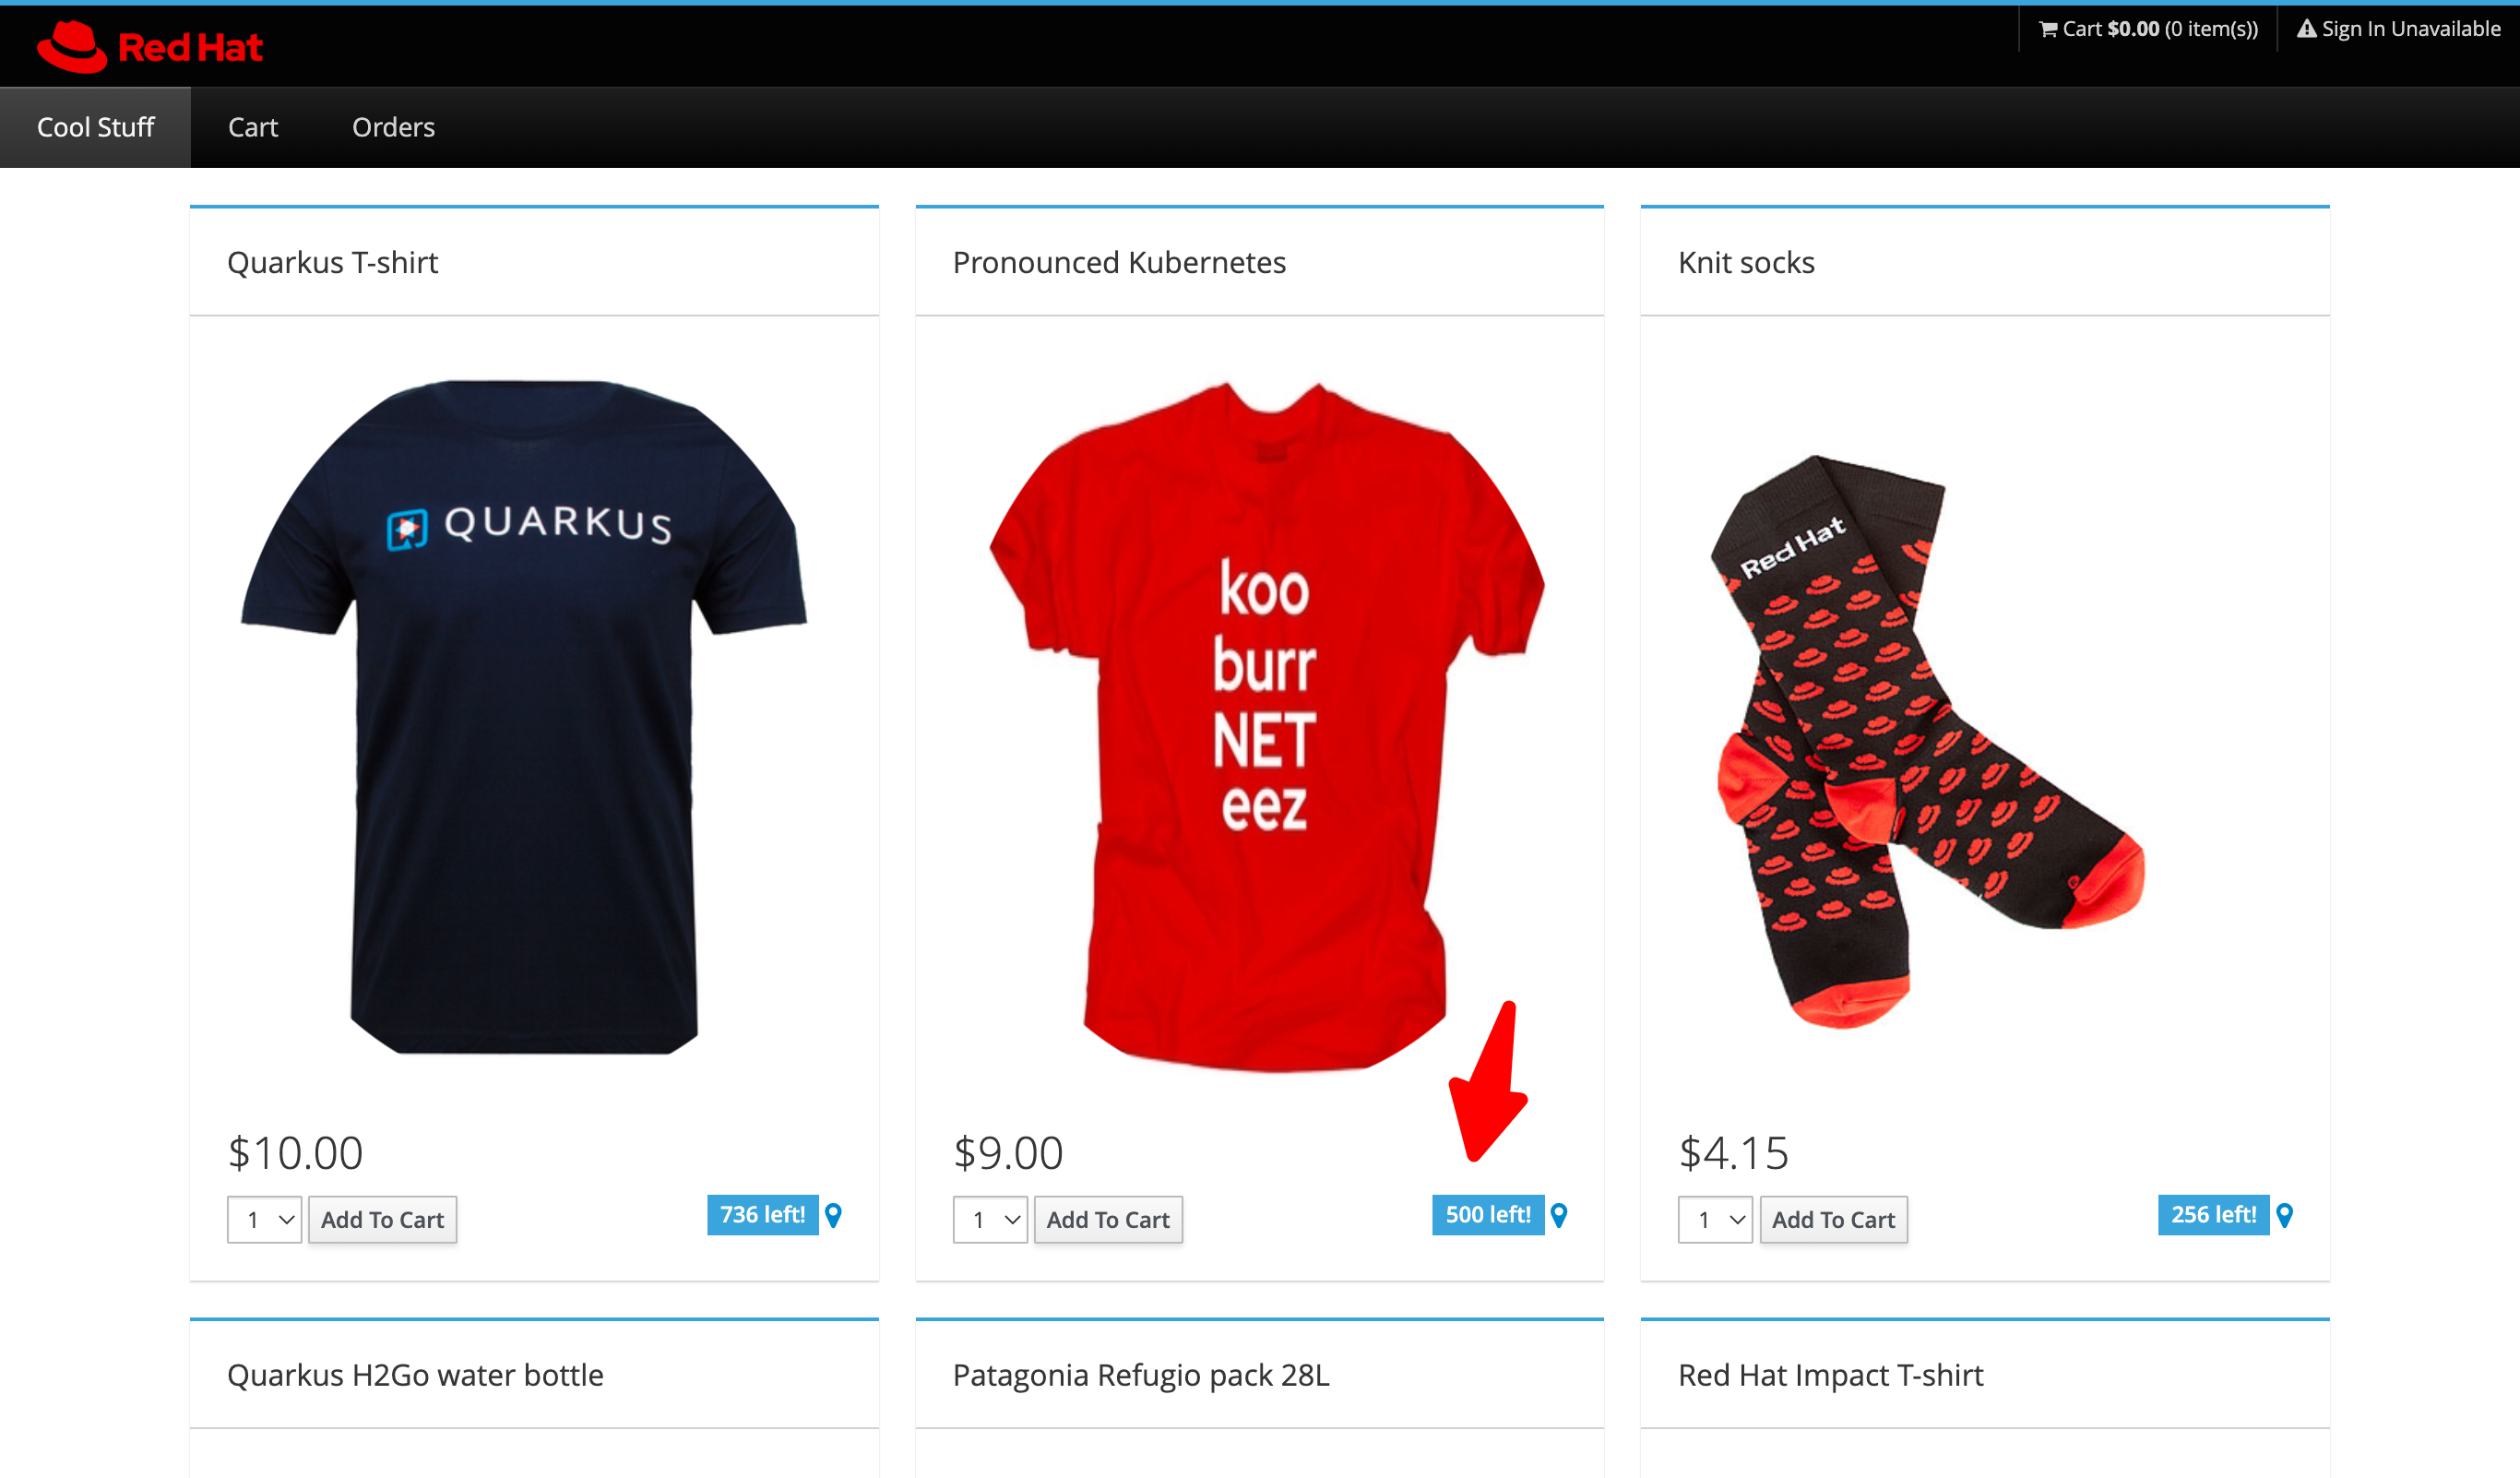 Red Hat
Cart $0.00 (0 item(s))
Sign In Unavailable
Cool Stuff
Cart
Orders
Quarkus T-shirt
QUARKUS
$10.00
1
Add To Cart
736 left!
Pronounced Kubernetes
koo
burr
NET
eez
$9.00
1
Add To Cart
500 left!
Knit socks
Red Hat
$4.15
1
Add To Cart
256 left!
Quarkus H2Go water bottle
Patagonia Refugio pack 28L
Red Hat Impact T-shirt